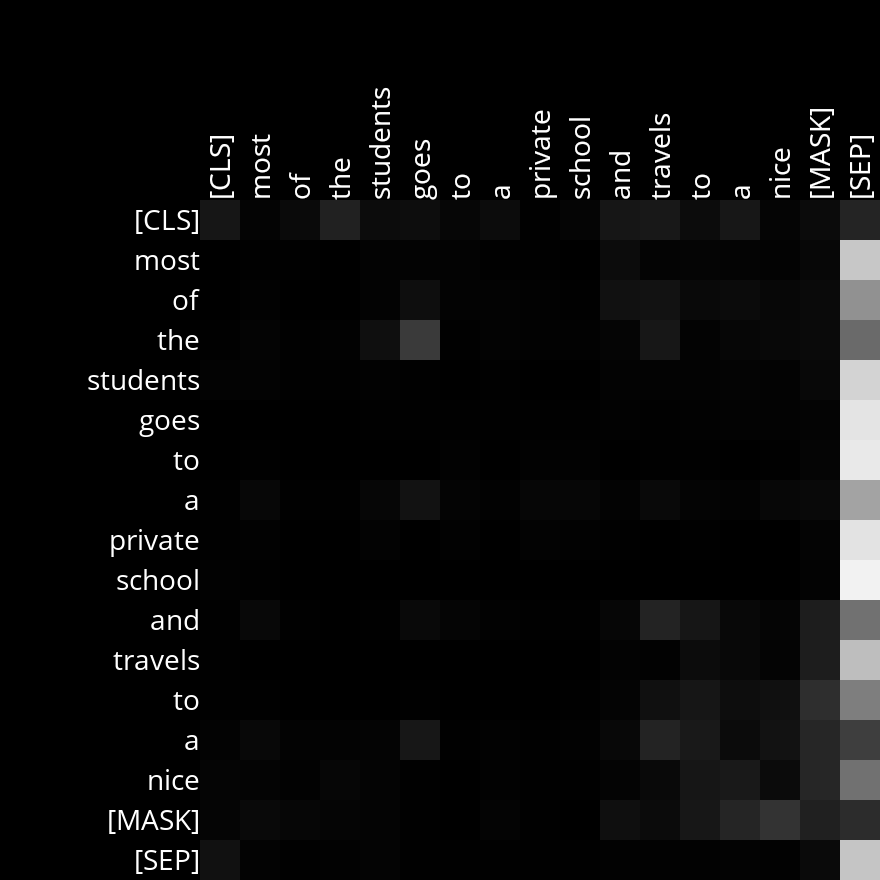 [CLS] most of the students goes to a private school and travels to a nice [MASK] [SEP]
[CLS]
most
of
the
students
goes
to
a
private
school
and
travels
to
a
nice
[MASK]
[SEP]